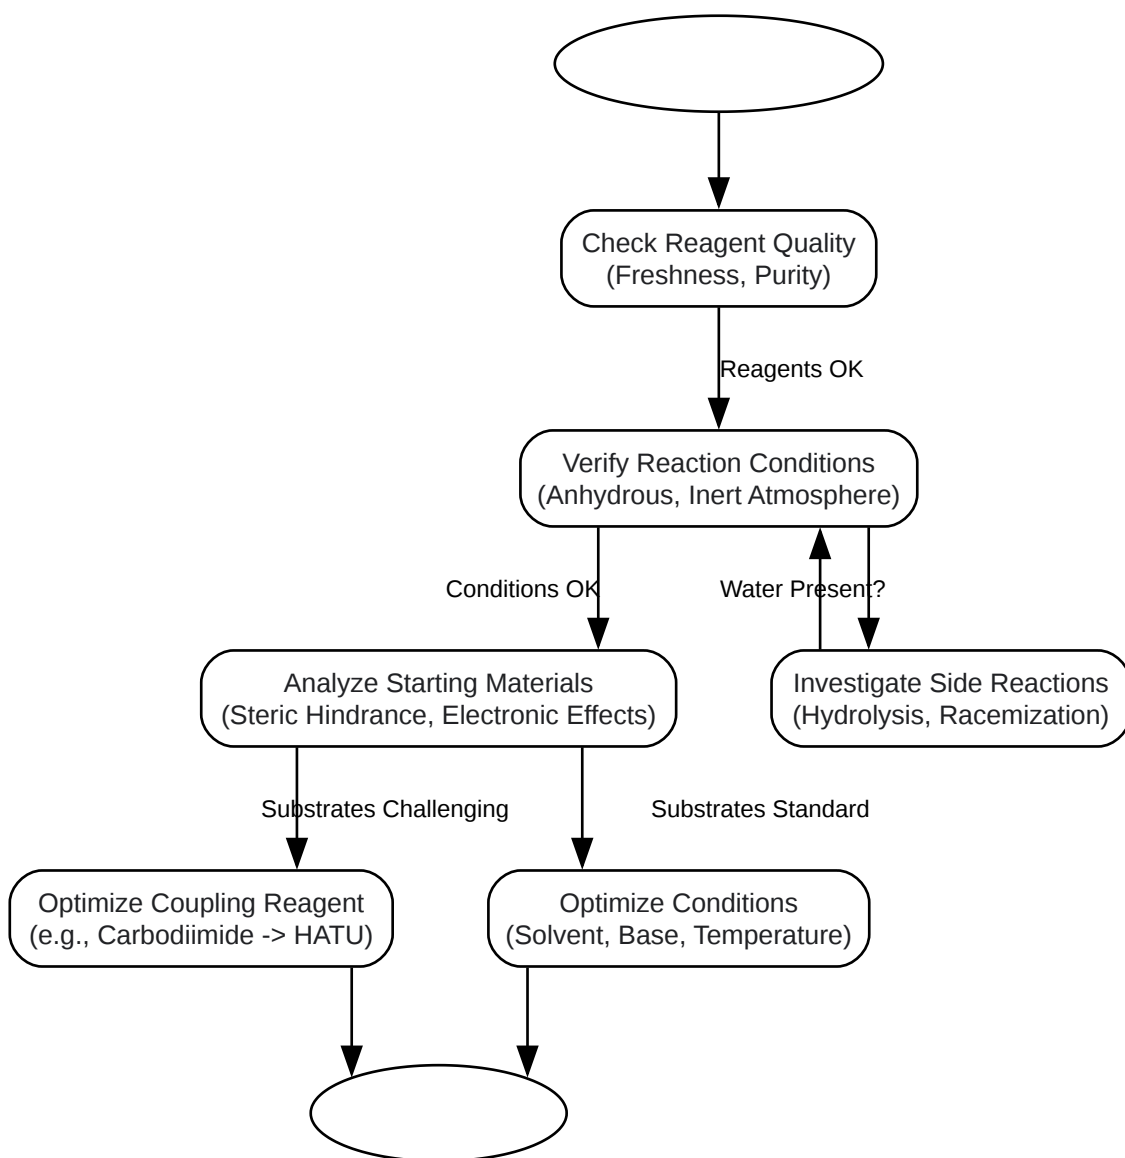 Check Reagent Quality
(Freshness, Purity)
Reagents OK
Verify Reaction Conditions
(Anhydrous, Inert Atmosphere)
Conditions OK
Water Present?
Analyze Starting Materials
(Steric Hindrance, Electronic Effects)
Investigate Side Reactions
(Hydrolysis, Racemization)
Substrates Challenging
Substrates Standard
Optimize Coupling Reagent
(e.g., Carbodiimide -> HATU)
Optimize Conditions
(Solvent, Base, Temperature)